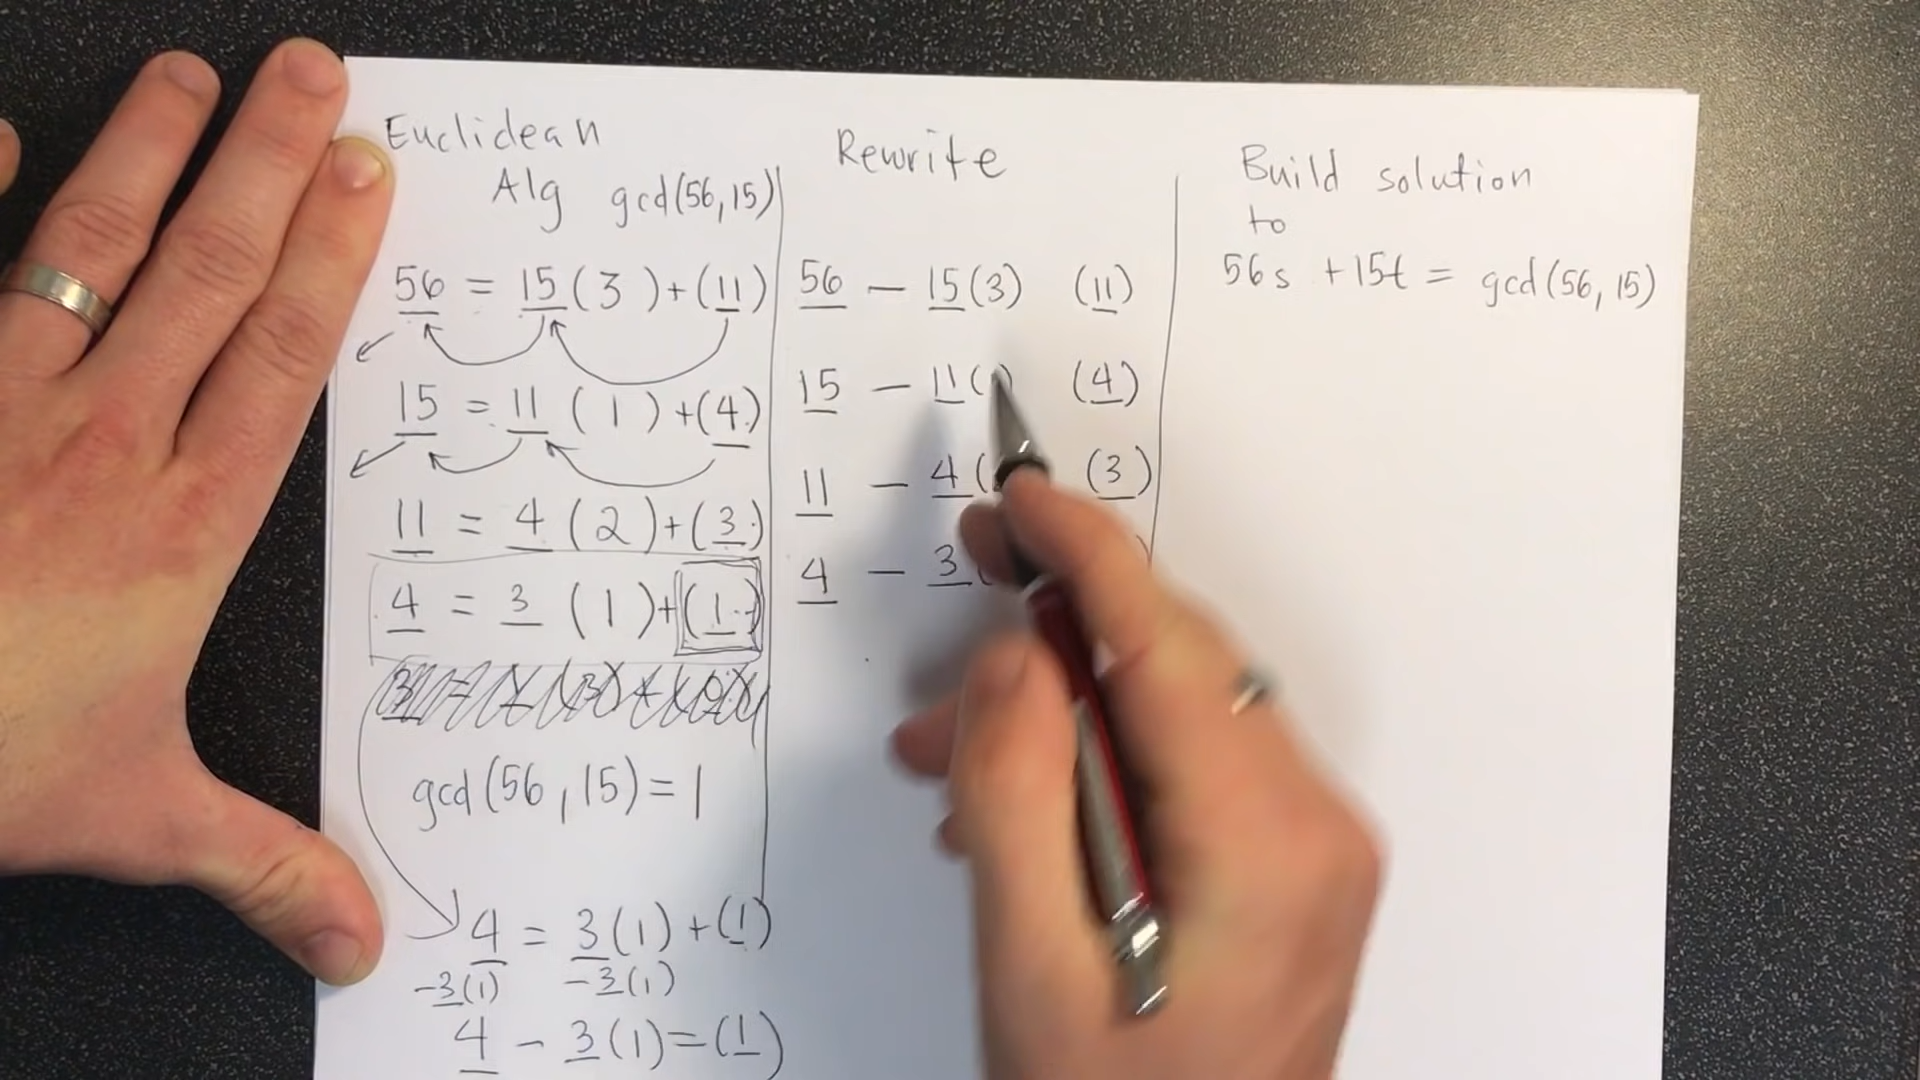 Euclidean
Alg gcd(56,15)
56 = 15(3)+(11)
15 = 11(1)+(4)
11 = 4(2)+(3)
4 = 3(1)+(1)
gcd(56,15)=1
4 = 3(1)+(1)
-3(1) -3(1)
4 - 3(1)=(1)
Rewrite
56 - 15(3) (11)
15 - 11( ) (4)
11 - 4( (3)
4 - 3( )
Build solution
to
56s +15t = gcd(56,15)